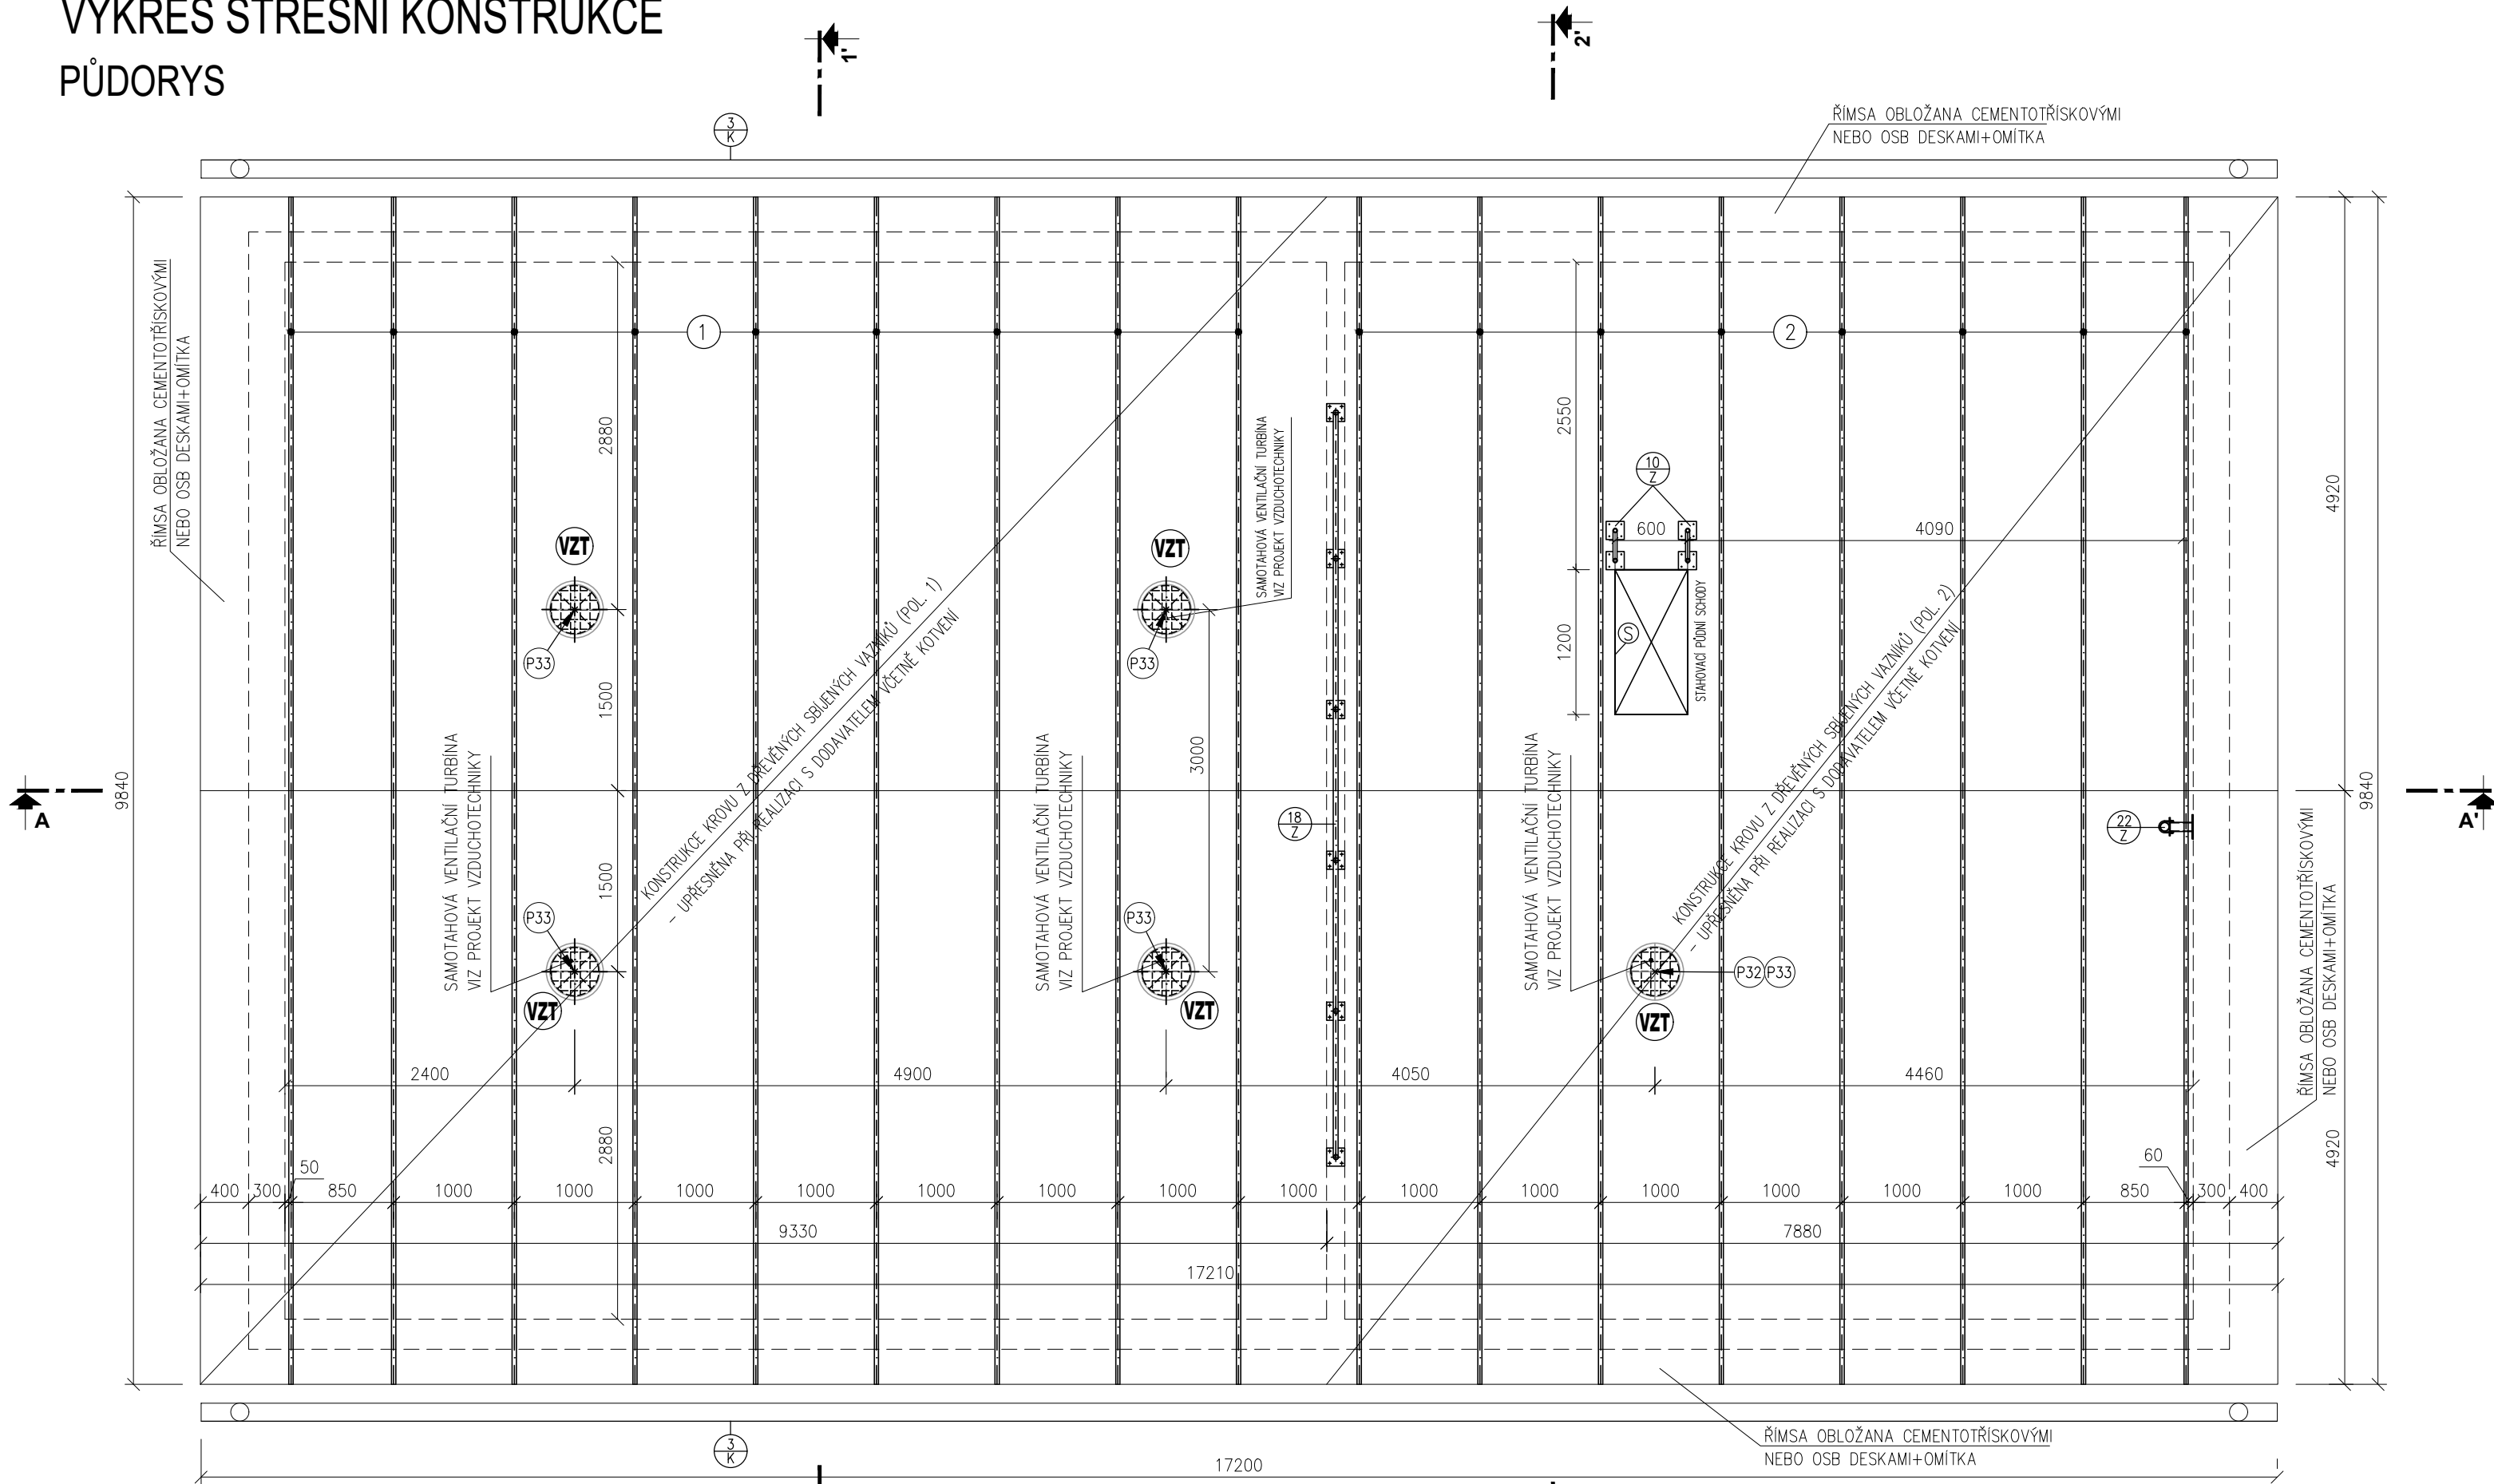 VÝKRES STŘEŠNÍ KONSTRUKCE
PŮDORYS
1'
2'
3
K
ŘÍMSA OBLOŽANA CEMENTOTŘÍSKOVÝMI
NEBO OSB DESKAMI+OMÍTKA
ŘÍMSA OBLOŽANA CEMENTOTŘÍSKOVÝMI
NEBO OSB DESKAMI+OMÍTKA
1
2
2880
2550
4920
SAMOTAHOVÁ VENTILAČNÍ TURBÍNA
VIZ PROJEKT VZDUCHOTECHNIKY
10
Z
600
4090
VZT
VZT
P33
P33
1500
1200
S
STAHOVACÍ PŮDNÍ SCHODY
KONSTRUKCE KROVU Z DŘEVĚNÝCH SBÍJENÝCH VAZNÍKŮ (POL. 1)
- UPŘESNĚNA PŘI REALIZACI S DODAVATELEM VČETNĚ KOTVENÍ
KONSTRUKCE KROVU Z DŘEVĚNÝCH SBÍJENÝCH VAZNÍKŮ (POL. 2)
- UPŘESNĚNA PŘI REALIZACI S DODAVATELEM VČETNĚ KOTVENÍ
3000
9840
9840
A
A'
18
Z
22
Z
SAMOTAHOVÁ VENTILAČNÍ TURBÍNA
VIZ PROJEKT VZDUCHOTECHNIKY
SAMOTAHOVÁ VENTILAČNÍ TURBÍNA
VIZ PROJEKT VZDUCHOTECHNIKY
SAMOTAHOVÁ VENTILAČNÍ TURBÍNA
VIZ PROJEKT VZDUCHOTECHNIKY
ŘÍMSA OBLOŽANA CEMENTOTŘÍSKOVÝMI
NEBO OSB DESKAMI+OMÍTKA
1500
P33
P33
P32
P33
VZT
VZT
VZT
2400
4900
4050
4460
2880
4920
50
60
400
300
850
1000
1000
1000
1000
1000
1000
1000
1000
1000
1000
1000
1000
1000
1000
850
300
400
9330
7880
17210
3
K
ŘÍMSA OBLOŽANA CEMENTOTŘÍSKOVÝMI
NEBO OSB DESKAMI+OMÍTKA
17200